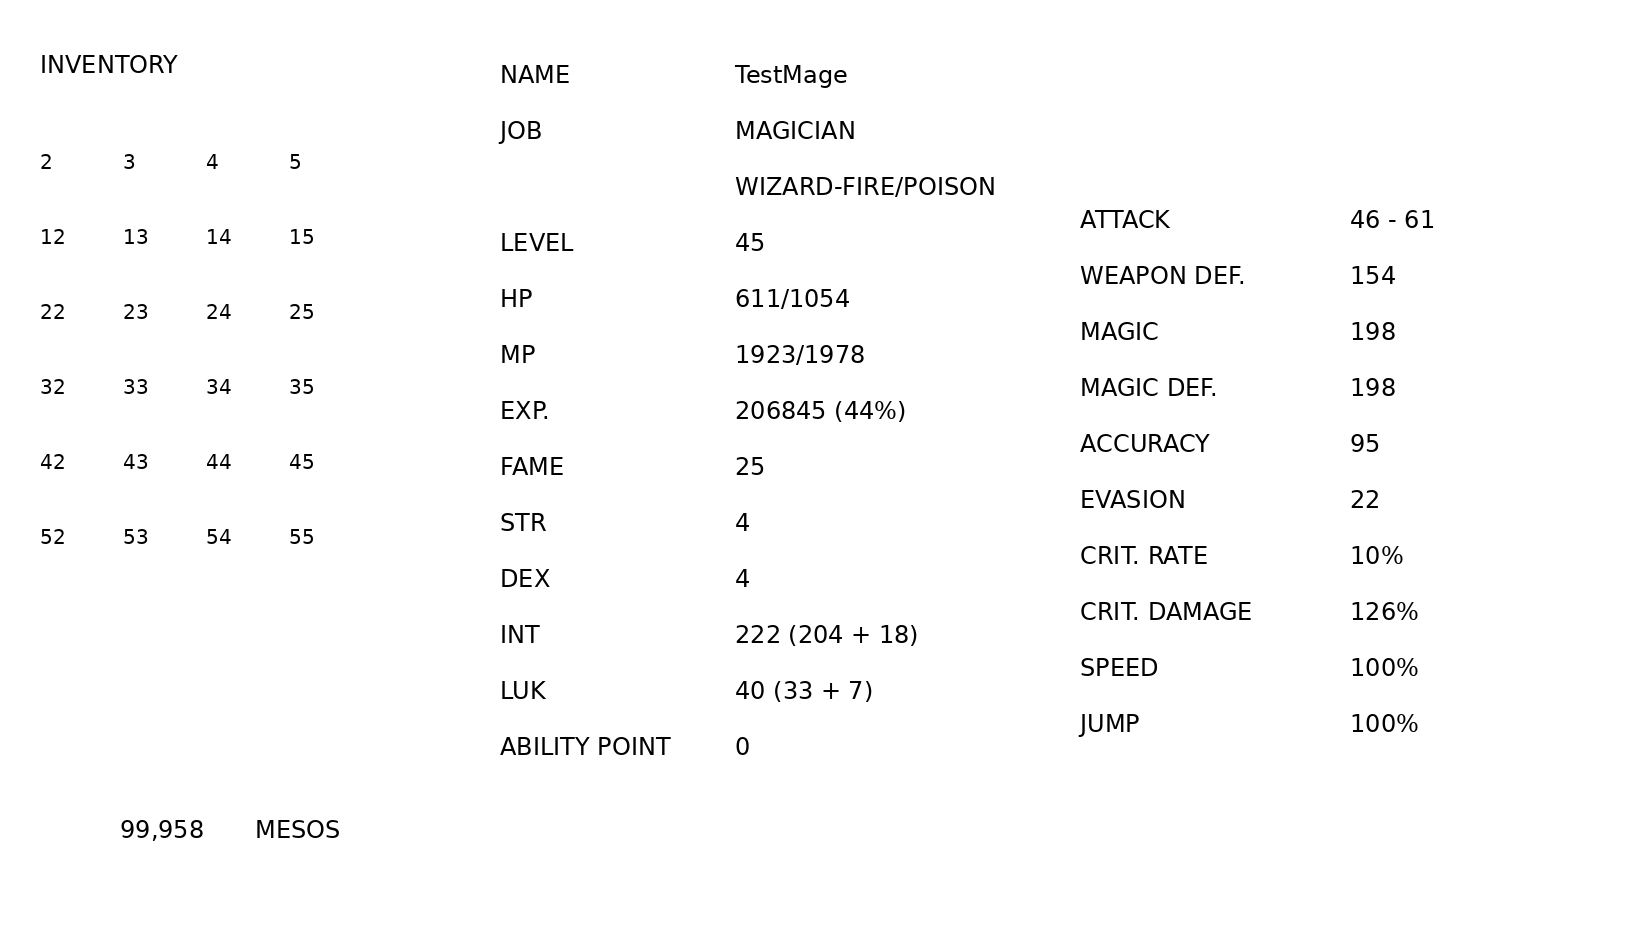 INVENTORY
2 3 4 5
12 13 14 15
22 23 24 25
32 33 34 35
42 43 44 45
52 53 54 55
99,958 MESOS
NAME TestMage
JOB MAGICIAN
WIZARD-FIRE/POISON
LEVEL 45
HP 611/1054
MP 1923/1978
EXP. 206845 (44%)
FAME 25
STR 4
DEX 4
INT 222 (204 + 18)
LUK 40 (33 + 7)
ABILITY POINT 0
ATTACK 46 - 61
WEAPON DEF. 154
MAGIC 198
MAGIC DEF. 198
ACCURACY 95
EVASION 22
CRIT. RATE 10%
CRIT. DAMAGE 126%
SPEED 100%
JUMP 100%